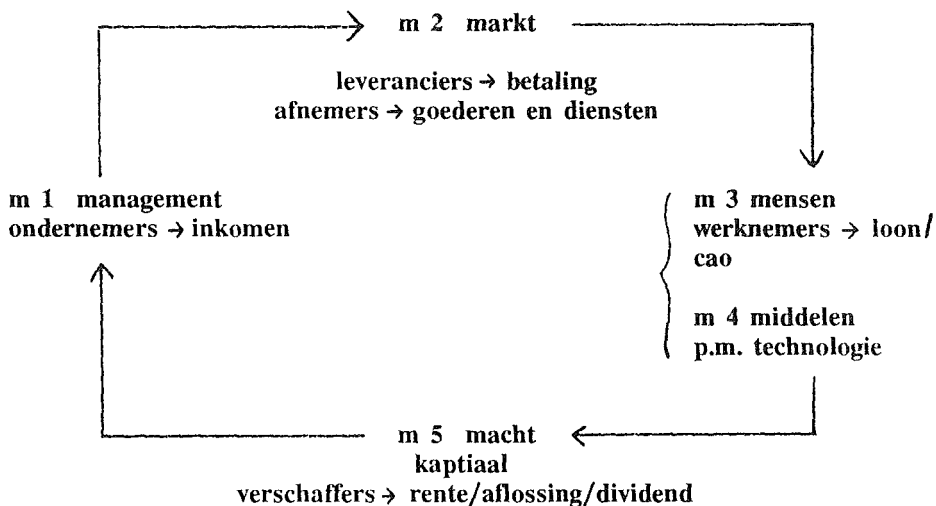 m 2 markt
leveranciers → betaling
afnemers → goederen en diensten
m 1 management
ondernemers → inkomen
m 3 mensen
werknemers → loon/
cao
m 4 middelen
p.m. technologie
m 5 macht
kaptiaal
verschaffers → rente/aflossing/dividend